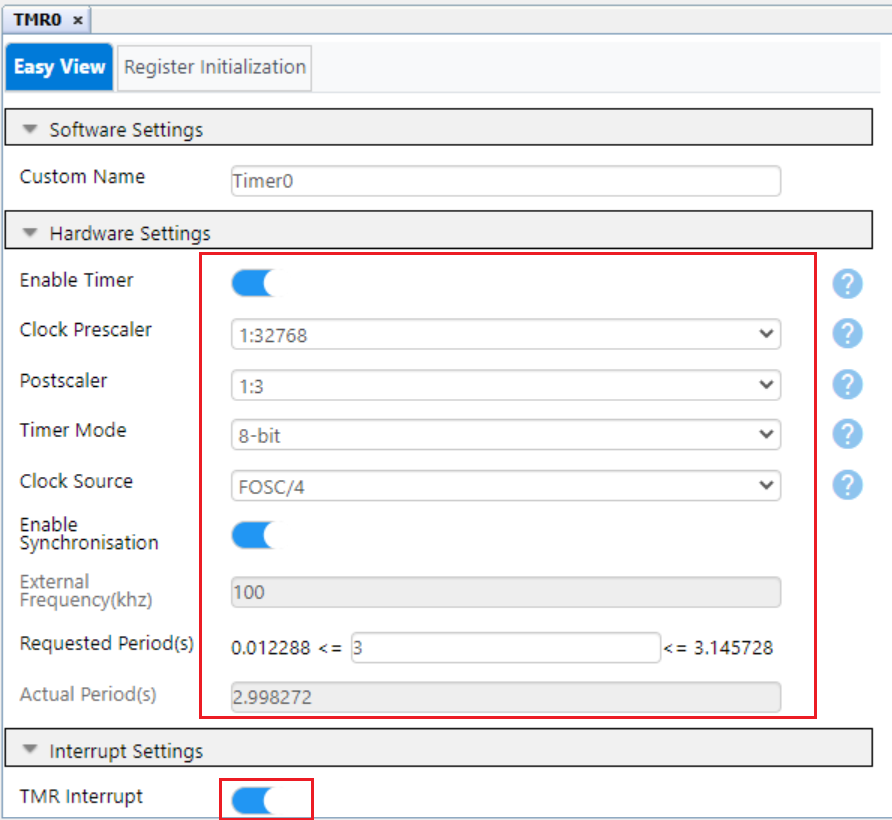 TMR0 ×
Easy View Register Initialization
Software Settings
Custom Name Timer0
Hardware Settings
Enable Timer ?
Clock Prescaler 1:32768 ?
Postscaler 1:3 ?
Timer Mode 8-bit ?
Clock Source FOSC/4 ?
Enable
Synchronisation
External
Frequency(khz) 100
Requested Period(s) 0.012288 <= 3 <= 3.145728
Actual Period(s) 2.998272
Interrupt Settings
TMR Interrupt